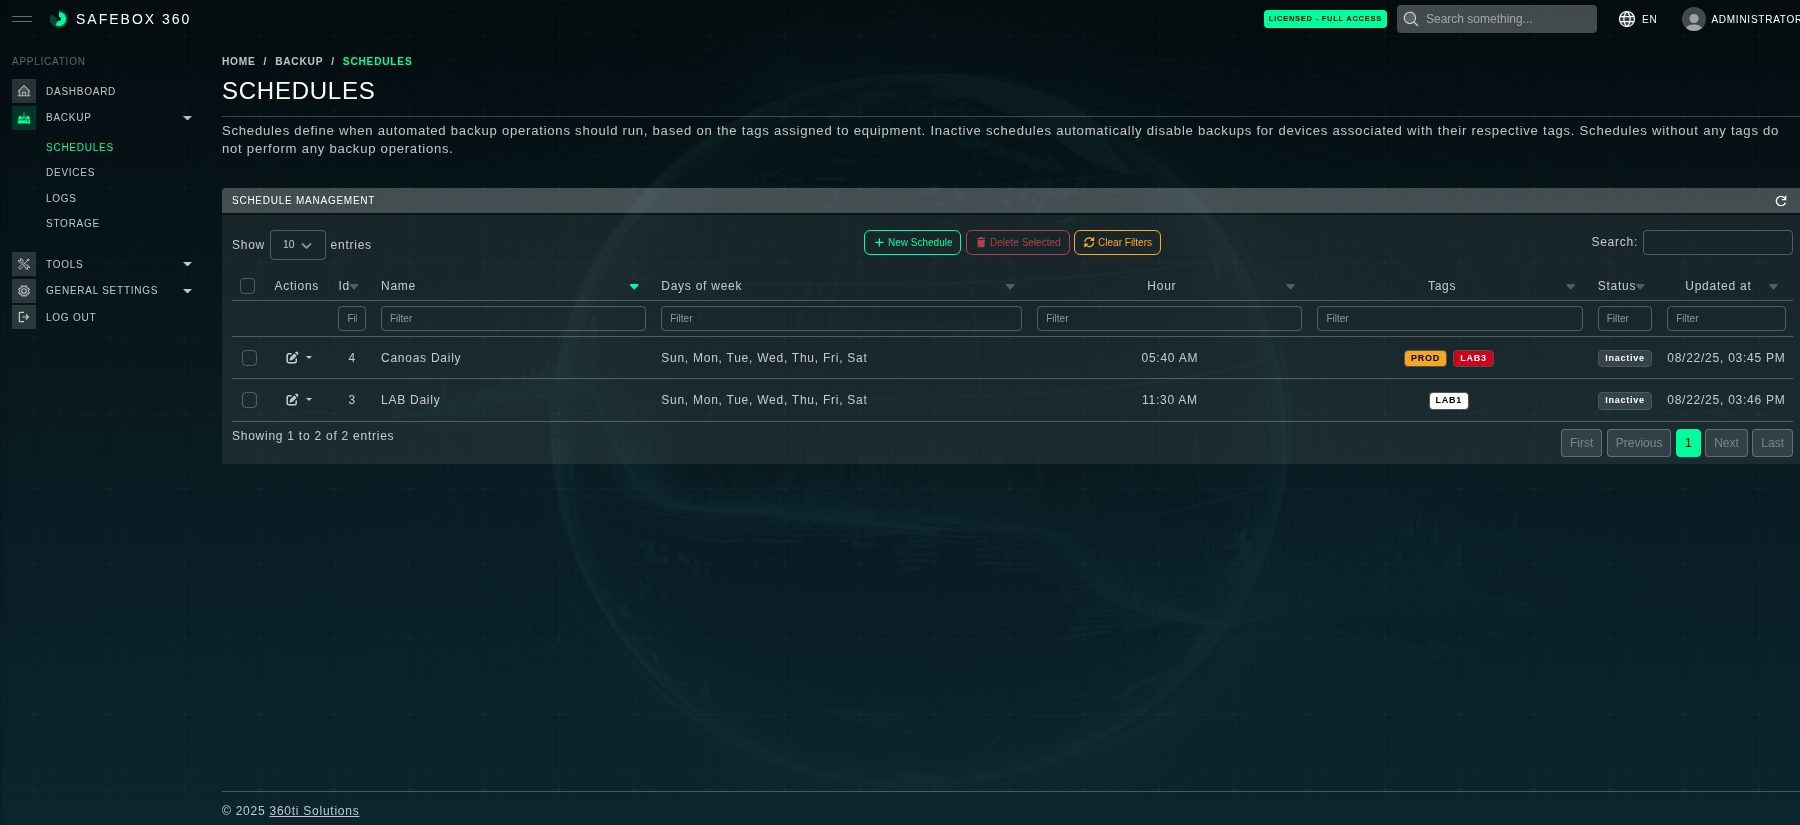 SAFEBOX 360
LICENSED - FULL ACCESS
Search something...
EN
ADMINISTRATOR
APPLICATION
DASHBOARD
BACKUP
SCHEDULES
DEVICES
LOGS
STORAGE
TOOLS
GENERAL SETTINGS
LOG OUT
HOME / BACKUP / SCHEDULES
SCHEDULES
Schedules define when automated backup operations should run, based on the tags assigned to equipment. Inactive schedules automatically disable backups for devices associated with their respective tags. Schedules without any tags do
not perform any backup operations.
SCHEDULE MANAGEMENT
Show 10 entries
New Schedule
Delete Selected
Clear Filters
Search:
Actions Id Name Days of week Hour Tags Status Updated at
Fil Filter Filter Filter Filter Filter Filter
4 Canoas Daily Sun, Mon, Tue, Wed, Thu, Fri, Sat 05:40 AM PROD LAB3 Inactive 08/22/25, 03:45 PM
3 LAB Daily Sun, Mon, Tue, Wed, Thu, Fri, Sat 11:30 AM LAB1 Inactive 08/22/25, 03:46 PM
Showing 1 to 2 of 2 entries
First Previous 1 Next Last
© 2025 360ti Solutions